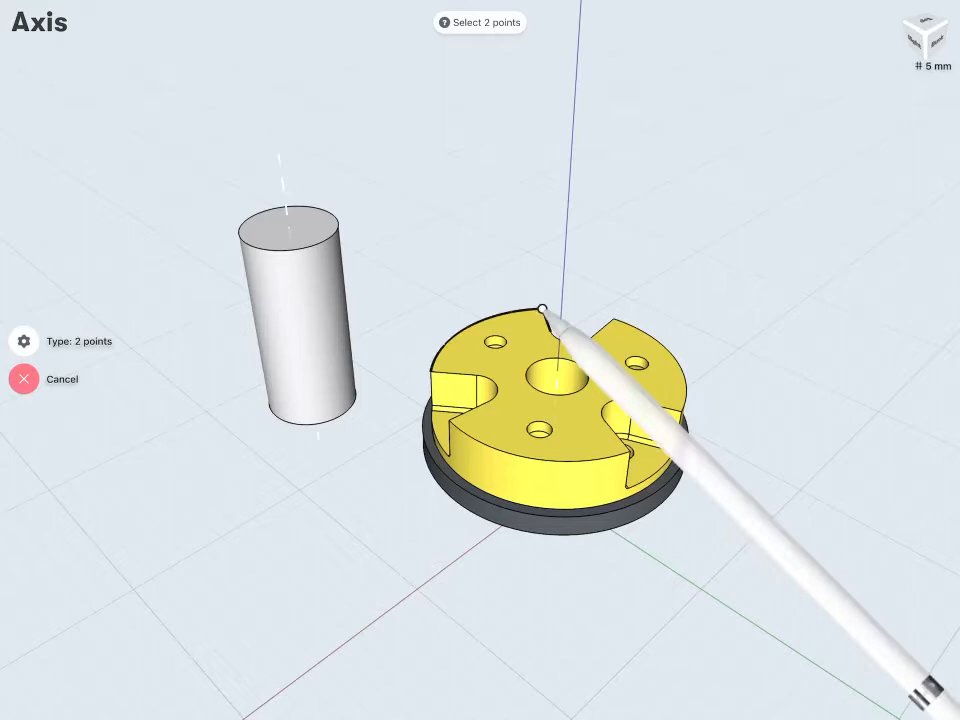 Axis
Select 2 points
5 mm
Type: 2 points
Cancel